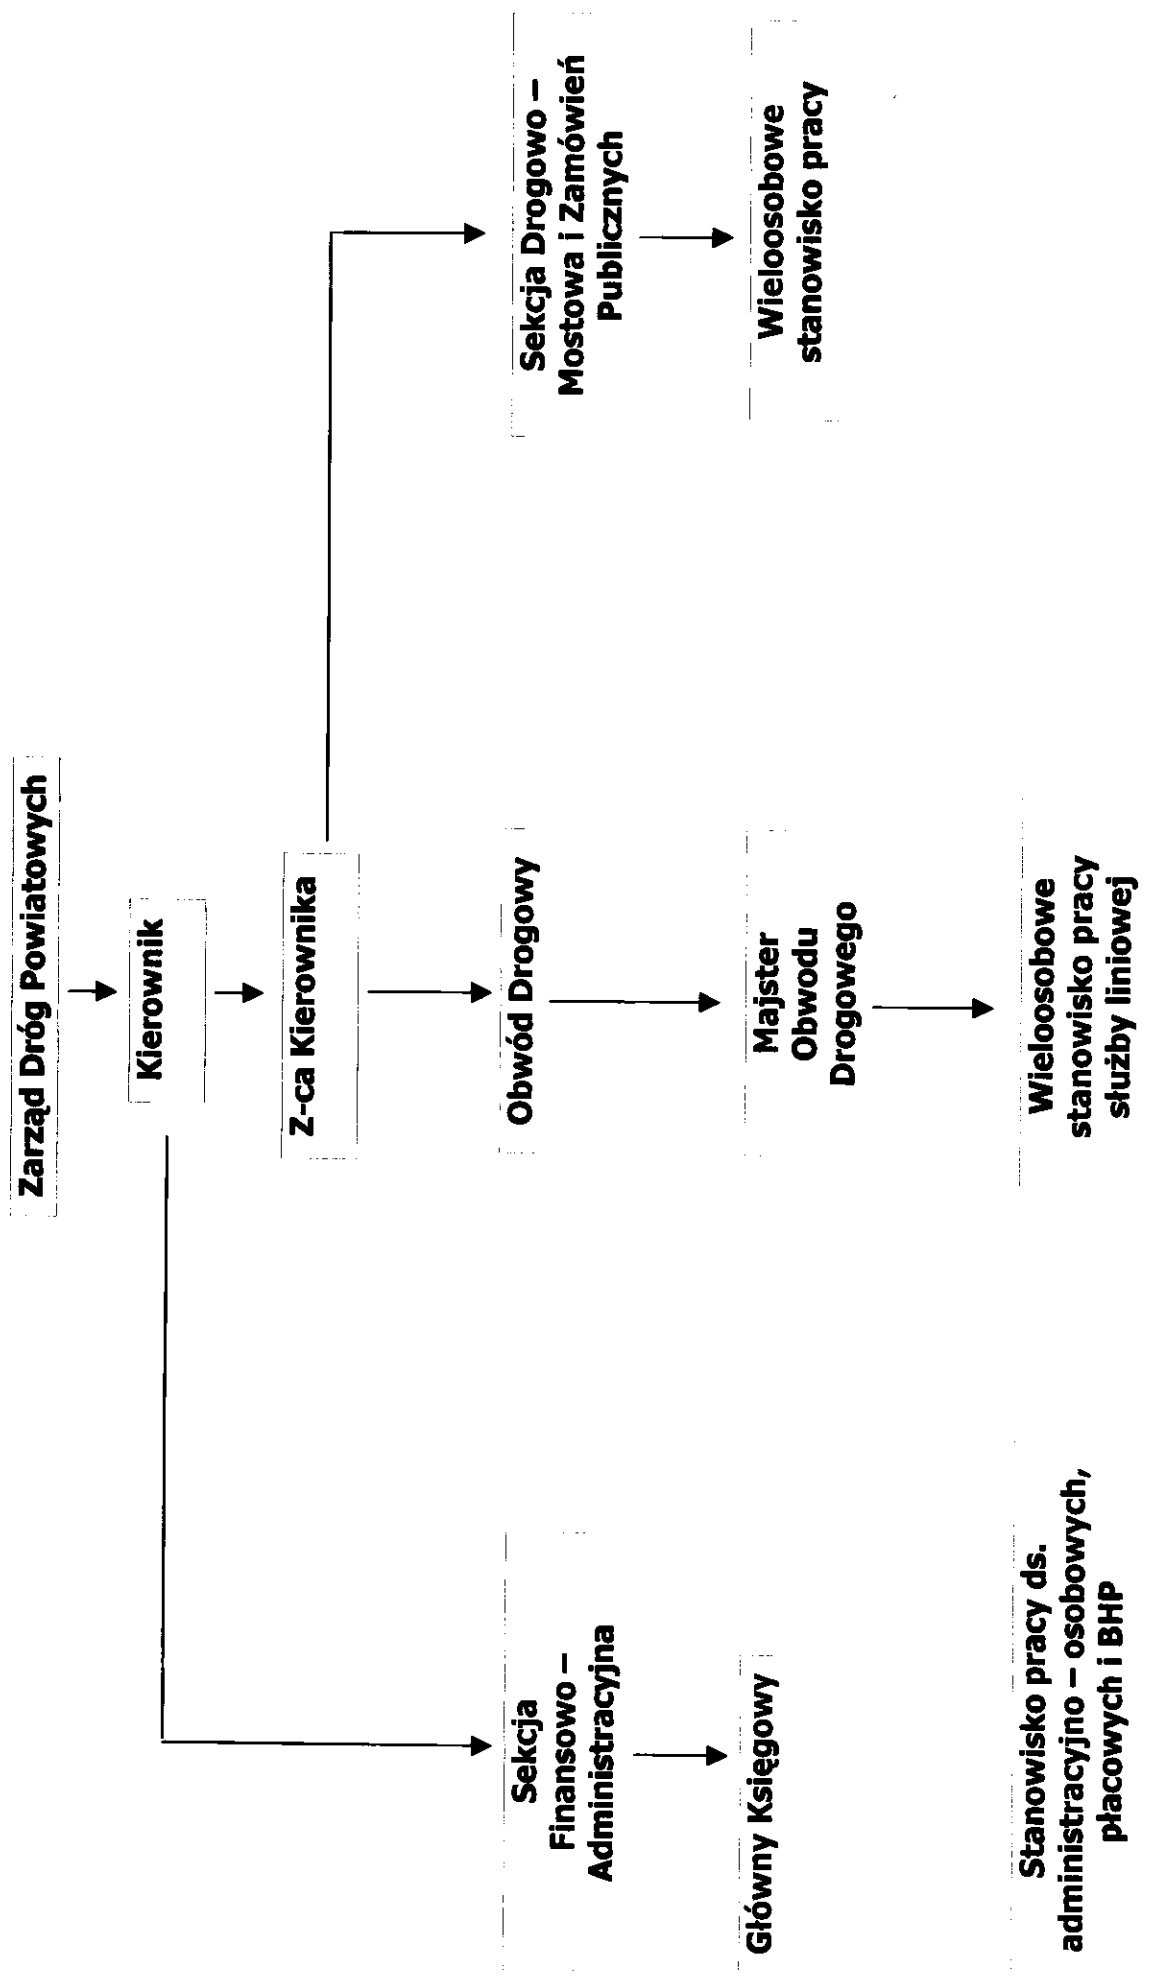 Zarząd Dróg Powiatowych
Kierownik
Z-ca Kierownika
Sekcja
Finansowo –
Administracyjna
Obwód Drogowy
Sekcja Drogowo –
Mostowa i Zamówień
Publicznych
Główny Księgowy
Majster
Obwodu
Drogowego
Wieloosobowe
stanowisko pracy
Stanowisko pracy ds.
administracyjno – osobowych,
płacowych i BHP
Wieloosobowe
stanowisko pracy
służby liniowej